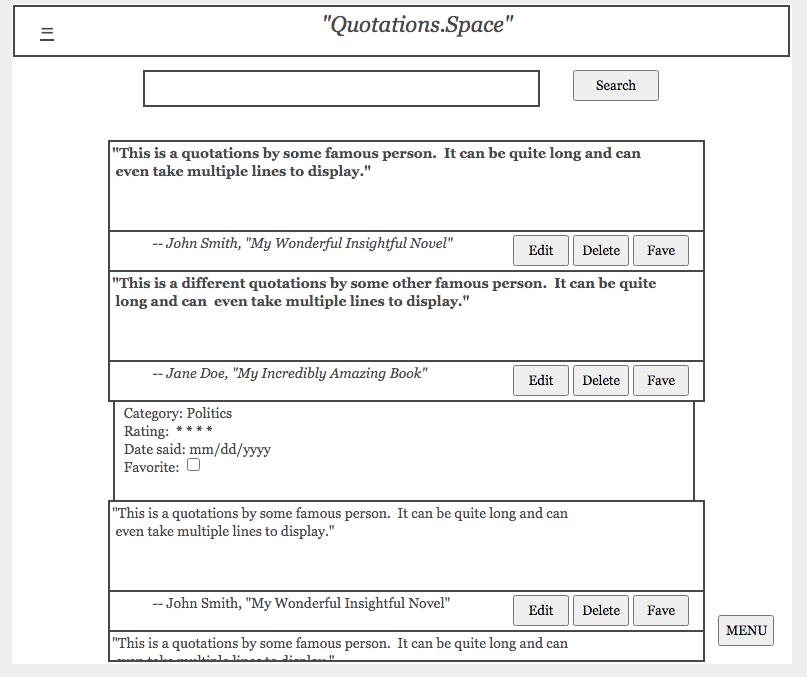 ☰
"Quotations.Space"
Search
"This is a quotations by some famous person.  It can be quite long and can
even take multiple lines to display."
-- John Smith, "My Wonderful Insightful Novel"
Edit Delete Fave
"This is a different quotations by some other famous person.  It can be quite
long and can  even take multiple lines to display."
-- Jane Doe, "My Incredibly Amazing Book"
Edit Delete Fave
Category: Politics
Rating:  * * * *
Date said: mm/dd/yyyy
Favorite:
"This is a quotations by some famous person.  It can be quite long and can
even take multiple lines to display."
-- John Smith, "My Wonderful Insightful Novel"
Edit Delete Fave
MENU
"This is a quotations by some famous person.  It can be quite long and can
even take multiple lines to display."